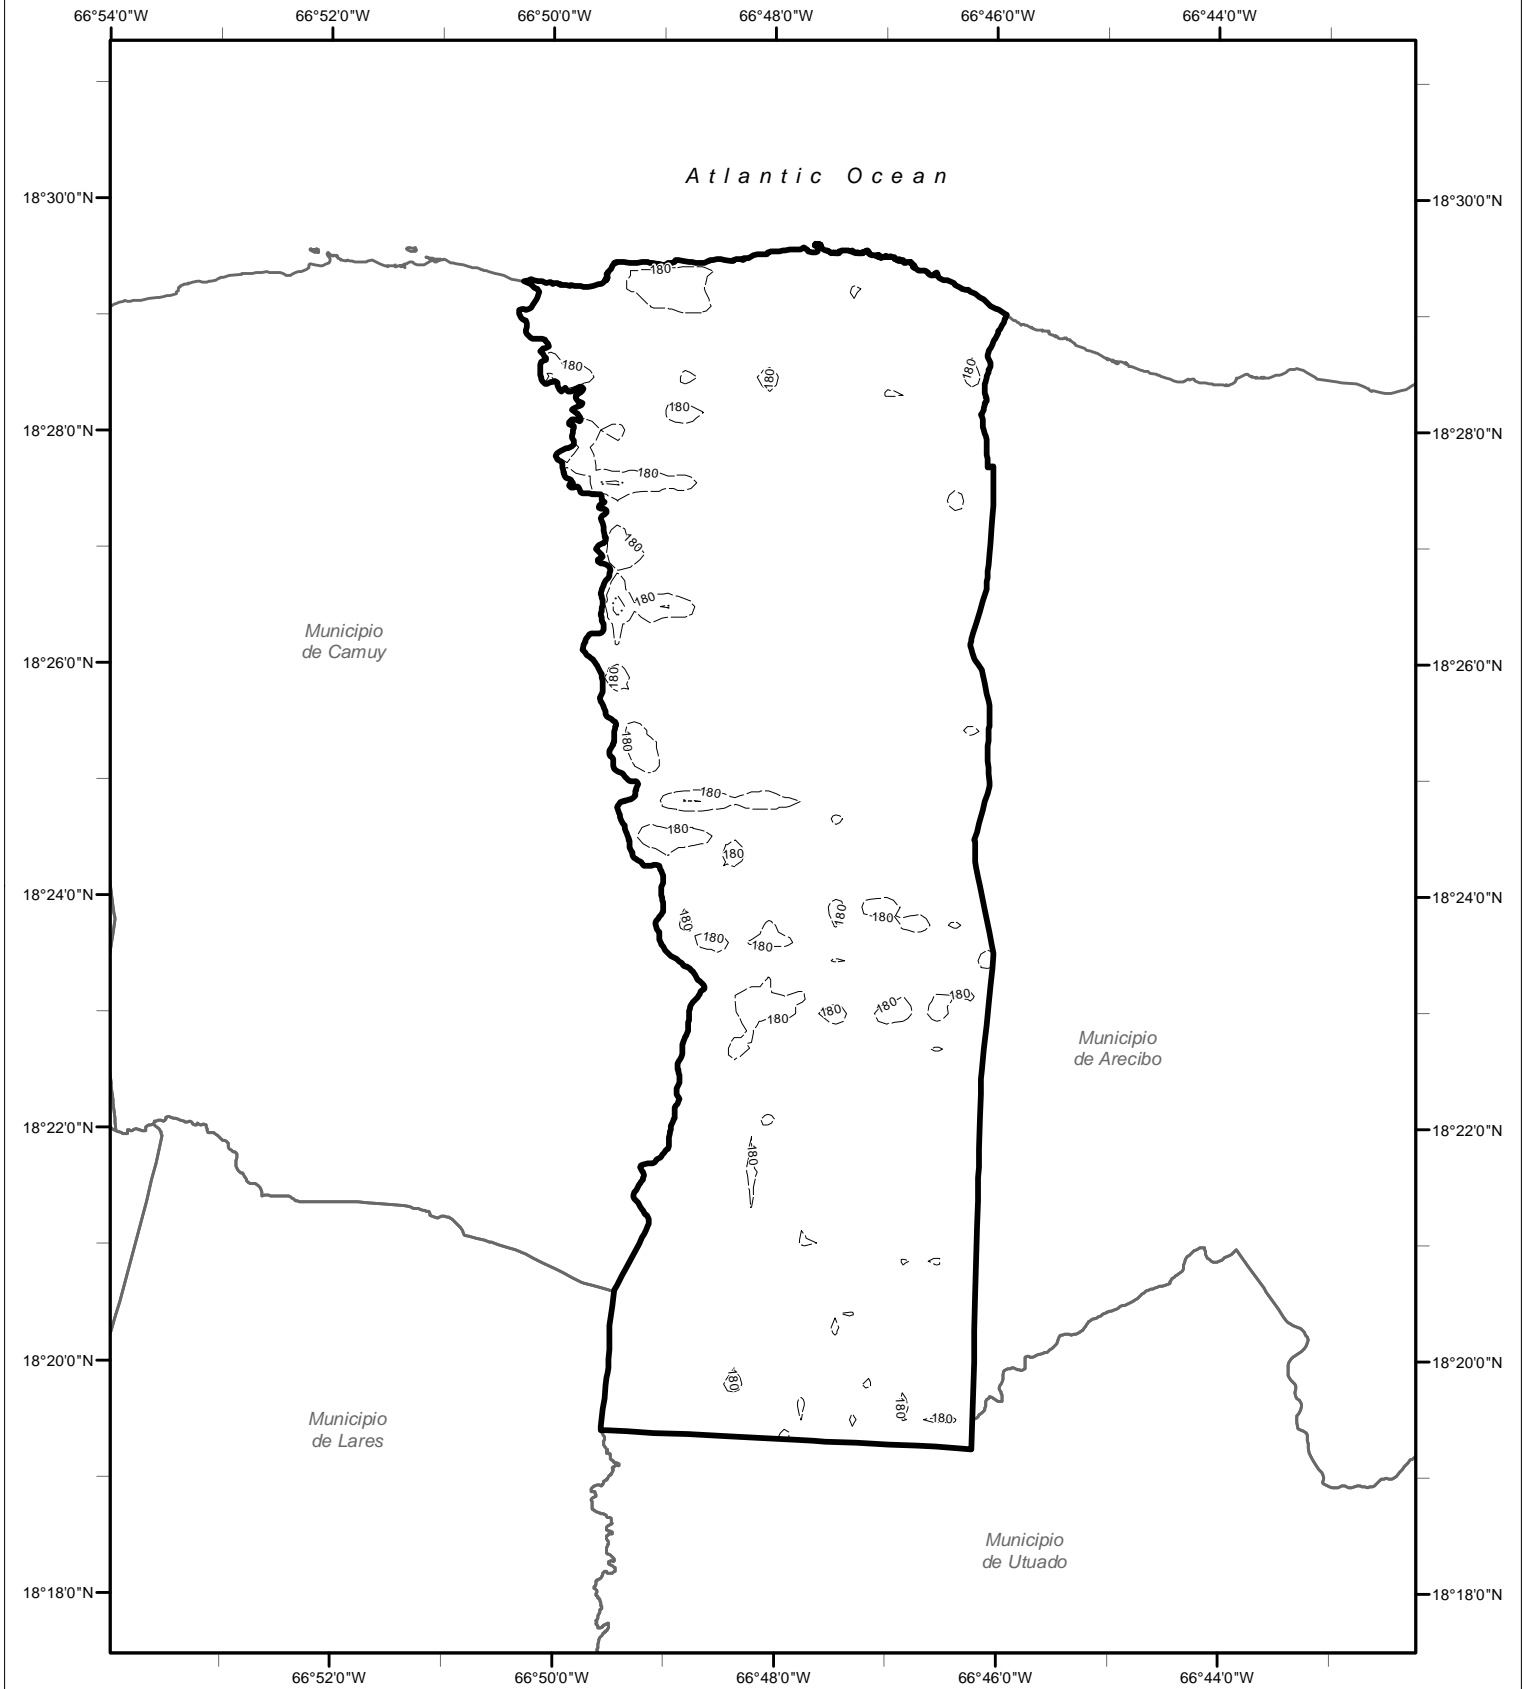 66°54'0"W 66°52'0"W 66°50'0"W 66°48'0"W 66°46'0"W 66°44'0"W
Atlantic Ocean
18°30'0"N 18°30'0"N
180
180
180
180
180
18°28'0"N 18°28'0"N
180
180
180
Municipio
de Camuy
18°26'0"N 18°26'0"N
180
180
180
180
180
18°24'0"N 18°24'0"N
180
180
180
180
180
180
180
180
180
Municipio
de Arecibo
18°22'0"N 18°22'0"N
180
18°20'0"N 18°20'0"N
180
180
180
Municipio
de Lares
Municipio
de Utuado
18°18'0"N 18°18'0"N
66°52'0"W 66°50'0"W 66°48'0"W 66°46'0"W 66°44'0"W